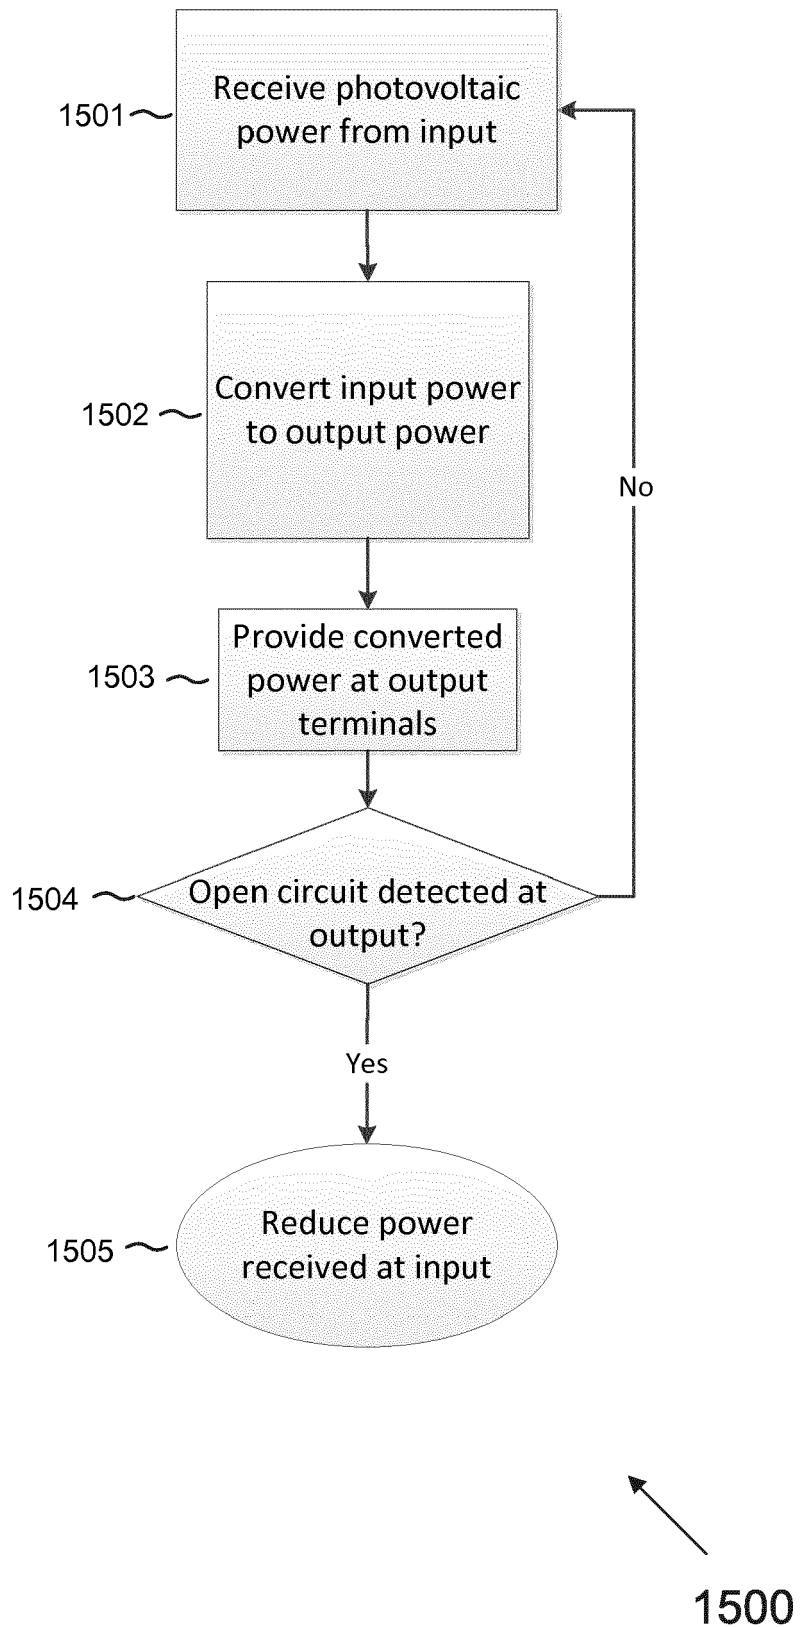 1501
Receive photovoltaic
power from input
1502
Convert input power
to output power
No
1503
Provide converted
power at output
terminals
1504
Open circuit detected at
output?
Yes
1505
Reduce power
received at input
1500